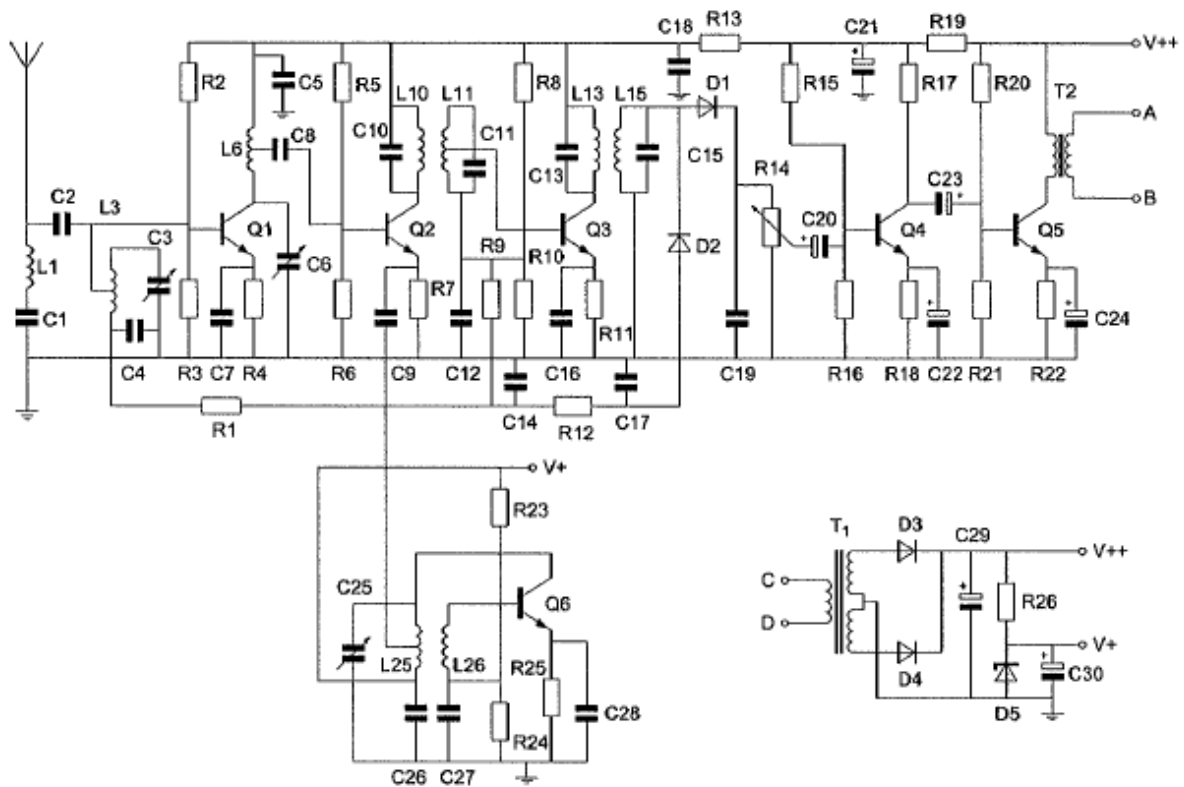 C18 R13 C21 R19
V++
R2 C5 R5 L10 L11 R8 L13 L15 D1 R15 R17 R20 T2
A
L6 C8 C10 C11 C13 C15 R14 C23
B
C2 L3 C3 Q1 C6 Q2 R9 Q3 D2 C20 Q4 Q5
L1 R7 R10
C1 R11 C24
C4 R3 C7 R4 R6 C9 C12 C16 C19 R16 R18 C22 R21 R22
R1 C14 R12 C17
V+
R23
T1 D3 C29 V++
C25 Q6 C R26
D
L25 L26 R25 D4 V+
C30
C28 D5
R24
C26 C27